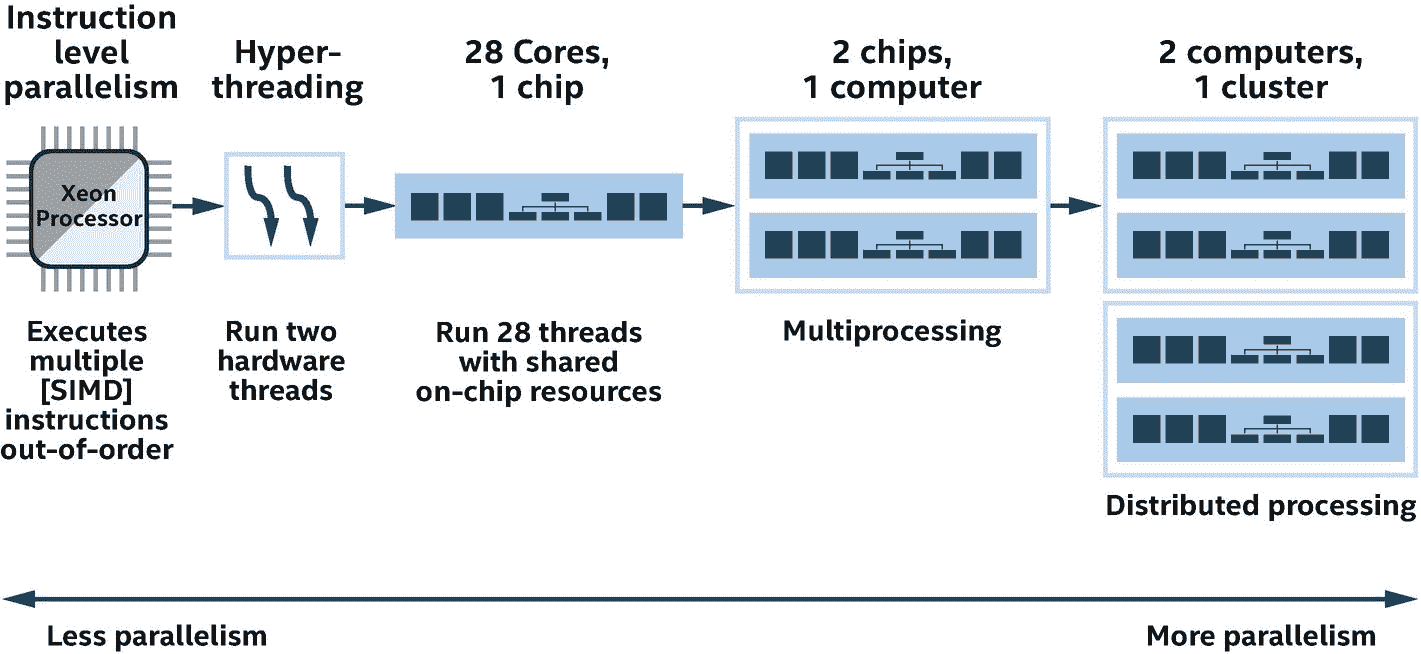 Instruction
level
parallelism
Hyper-
threading
28 Cores,
1 chip
2 chips,
1 computer
2 computers,
1 cluster
Xeon
Processor
Executes
multiple
[SIMD]
instructions
out-of-order
Run two
hardware
threads
Run 28 threads
with shared
on-chip resources
Multiprocessing
Distributed processing
Less parallelism
More parallelism